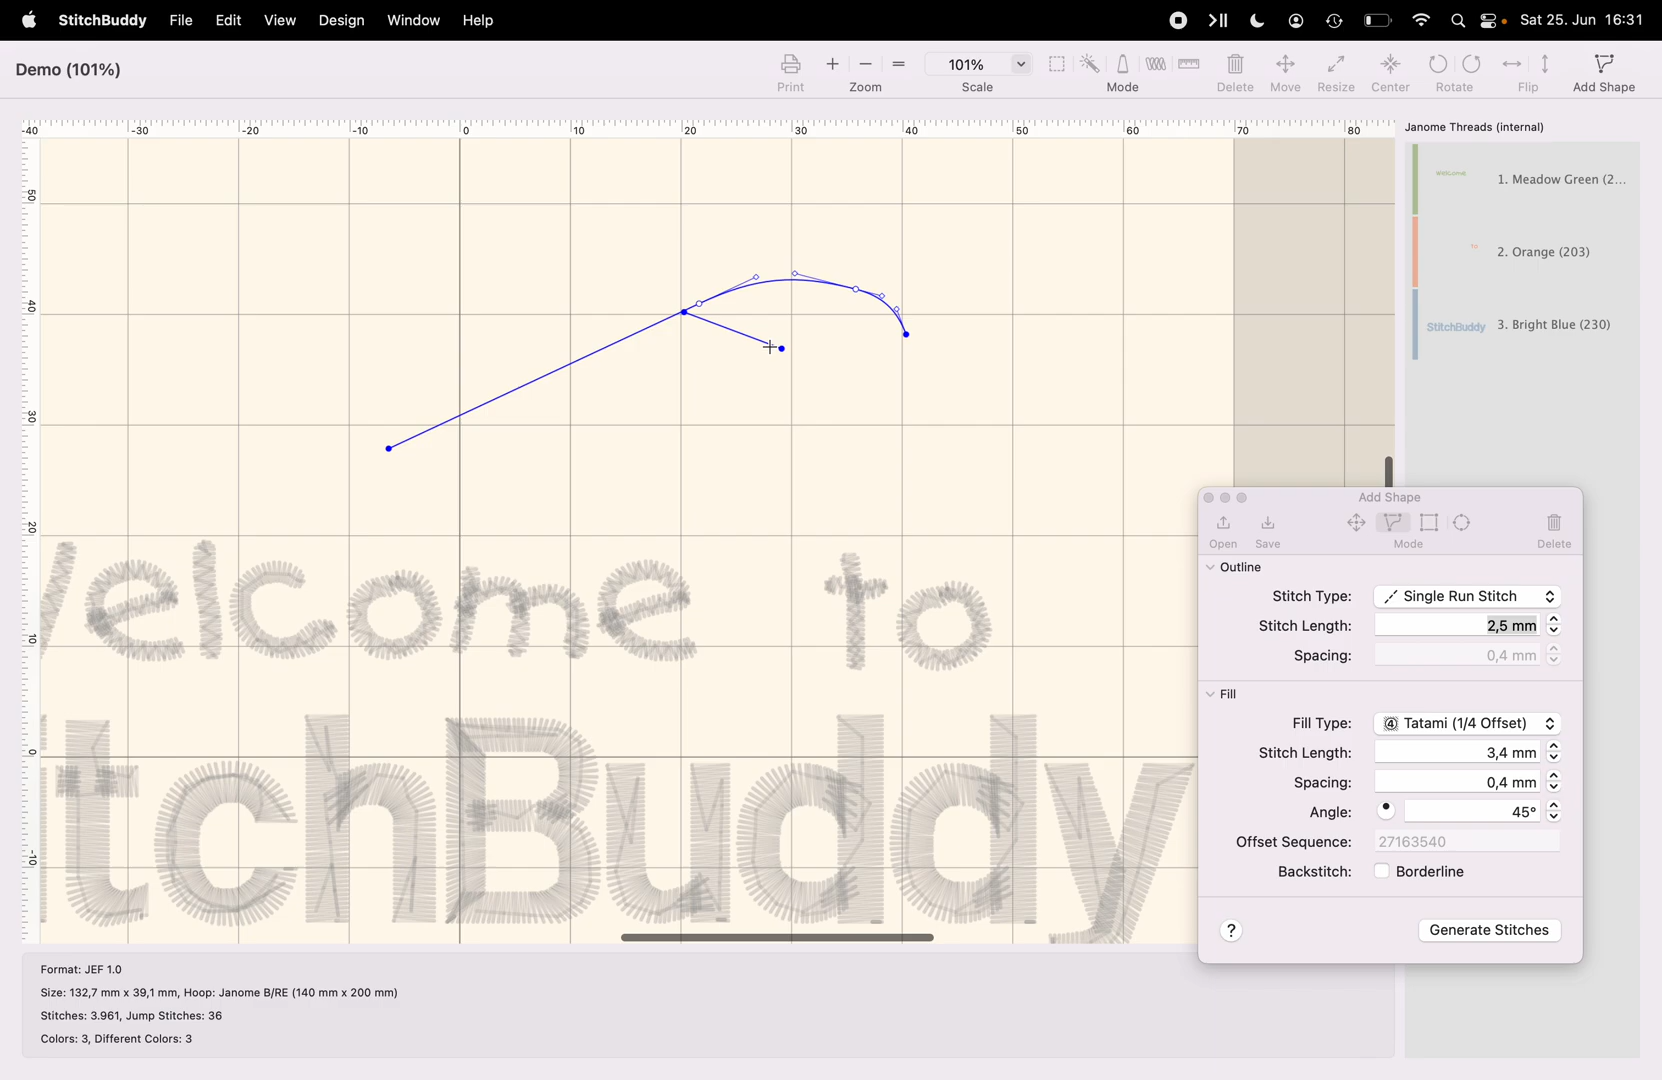 StitchBuddy File Edit View Design Window Help Sat 25. Jun 16:31
Demo (101%)
101%
Print Zoom Scale Mode Delete Move Resize Center Rotate Flip Add Shape
-40 -30 -20 -10 0 10 20 30 40 50 60 70 80
Janome Threads (internal)
50
40
30
20
10
0
-10
Welcome
1. Meadow Green (2...
To
2. Orange (203)
StitchBuddy
3. Bright Blue (230)
Welcome to
itchBuddy
Add Shape
Open Save Mode Delete
Outline
Stitch Type: Single Run Stitch
Stitch Length: 2,5 mm
Spacing: 0,4 mm
Fill
Fill Type: 4 Tatami (1/4 Offset)
Stitch Length: 3,4 mm
Spacing: 0,4 mm
Angle: 45°
Offset Sequence: 27163540
Backstitch: Borderline
? Generate Stitches
Format: JEF 1.0
Size: 132,7 mm x 39,1 mm, Hoop: Janome B/RE (140 mm x 200 mm)
Stitches: 3.961, Jump Stitches: 36
Colors: 3, Different Colors: 3